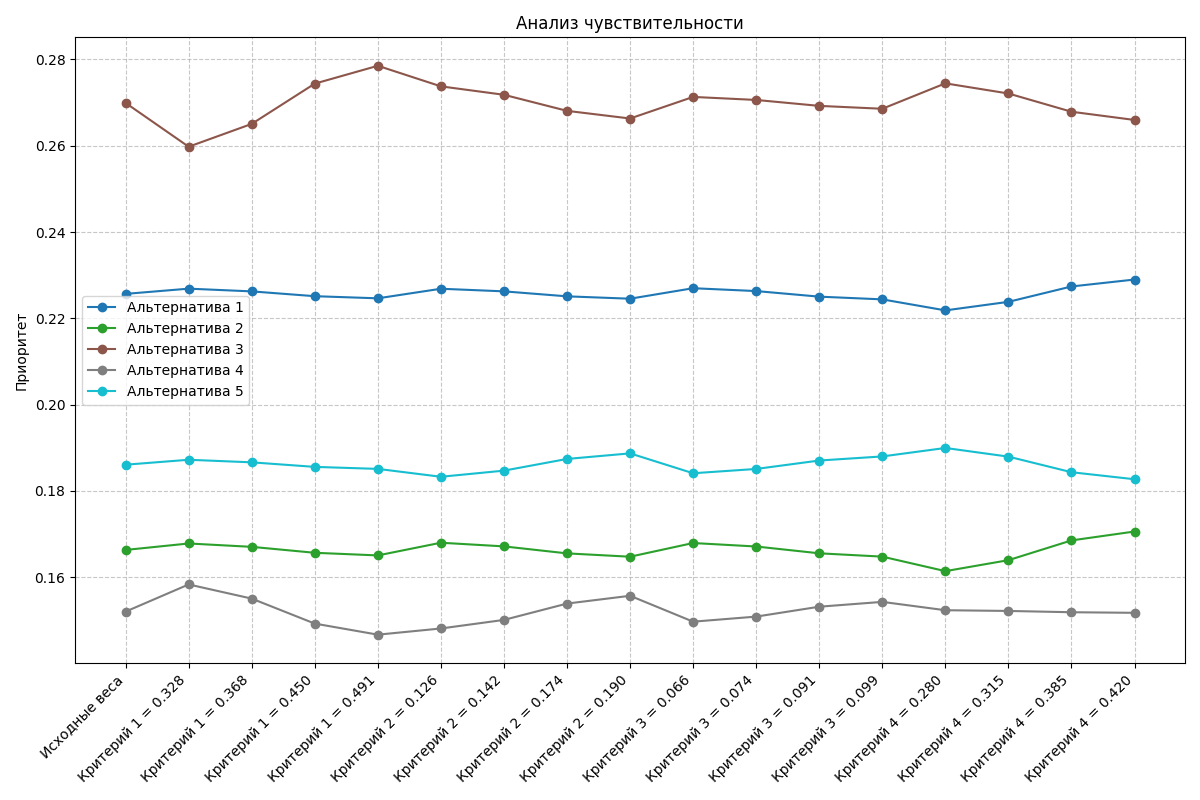 Анализ чувствительности
Приоритет
0.28
0.26
0.24
0.22
0.20
0.18
0.16
Альтернатива 1
Альтернатива 2
Альтернатива 3
Альтернатива 4
Альтернатива 5
Исходные веса
Критерий 1 = 0.328
Критерий 1 = 0.368
Критерий 1 = 0.450
Критерий 1 = 0.491
Критерий 2 = 0.126
Критерий 2 = 0.142
Критерий 2 = 0.174
Критерий 2 = 0.190
Критерий 3 = 0.066
Критерий 3 = 0.074
Критерий 3 = 0.091
Критерий 3 = 0.099
Критерий 4 = 0.280
Критерий 4 = 0.315
Критерий 4 = 0.385
Критерий 4 = 0.420